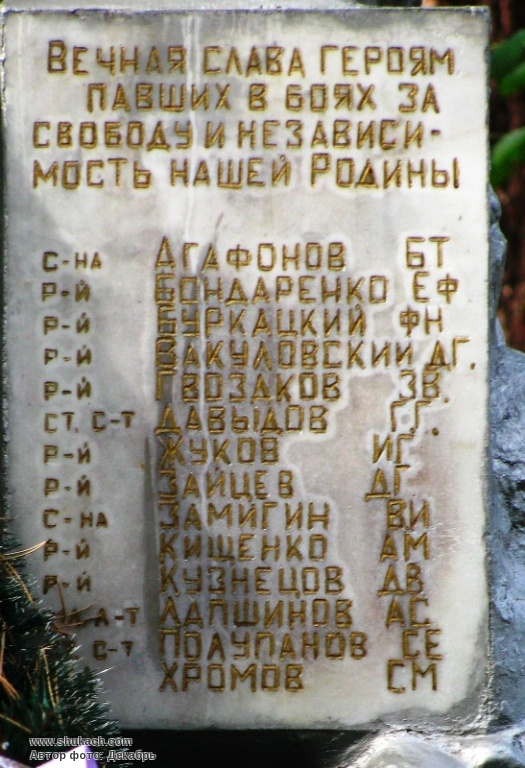 Вечная слава героям
павших в боях за
свободу и независи-
мость нашей Родины
С-на Агафонов БТ
Р-й Бондаренко ЕФ
Р-й Буркацкий ФН
Р-й Вакуловский ДГ.
Р-й Гвоздков ЗВ.
Ст. с-т Давыдов Г.Г.
Р-й Жуков ИГ.
Р-й Зайцев ДГ.
С-на Замигин ВИ
Р-й Кищенко АМ
Р-й Кузнецов ДВ
Лапшинов АС
с-т Полупанов СЕ
Хромов СМ
www.shukach.com
Автор фото: Декабрь